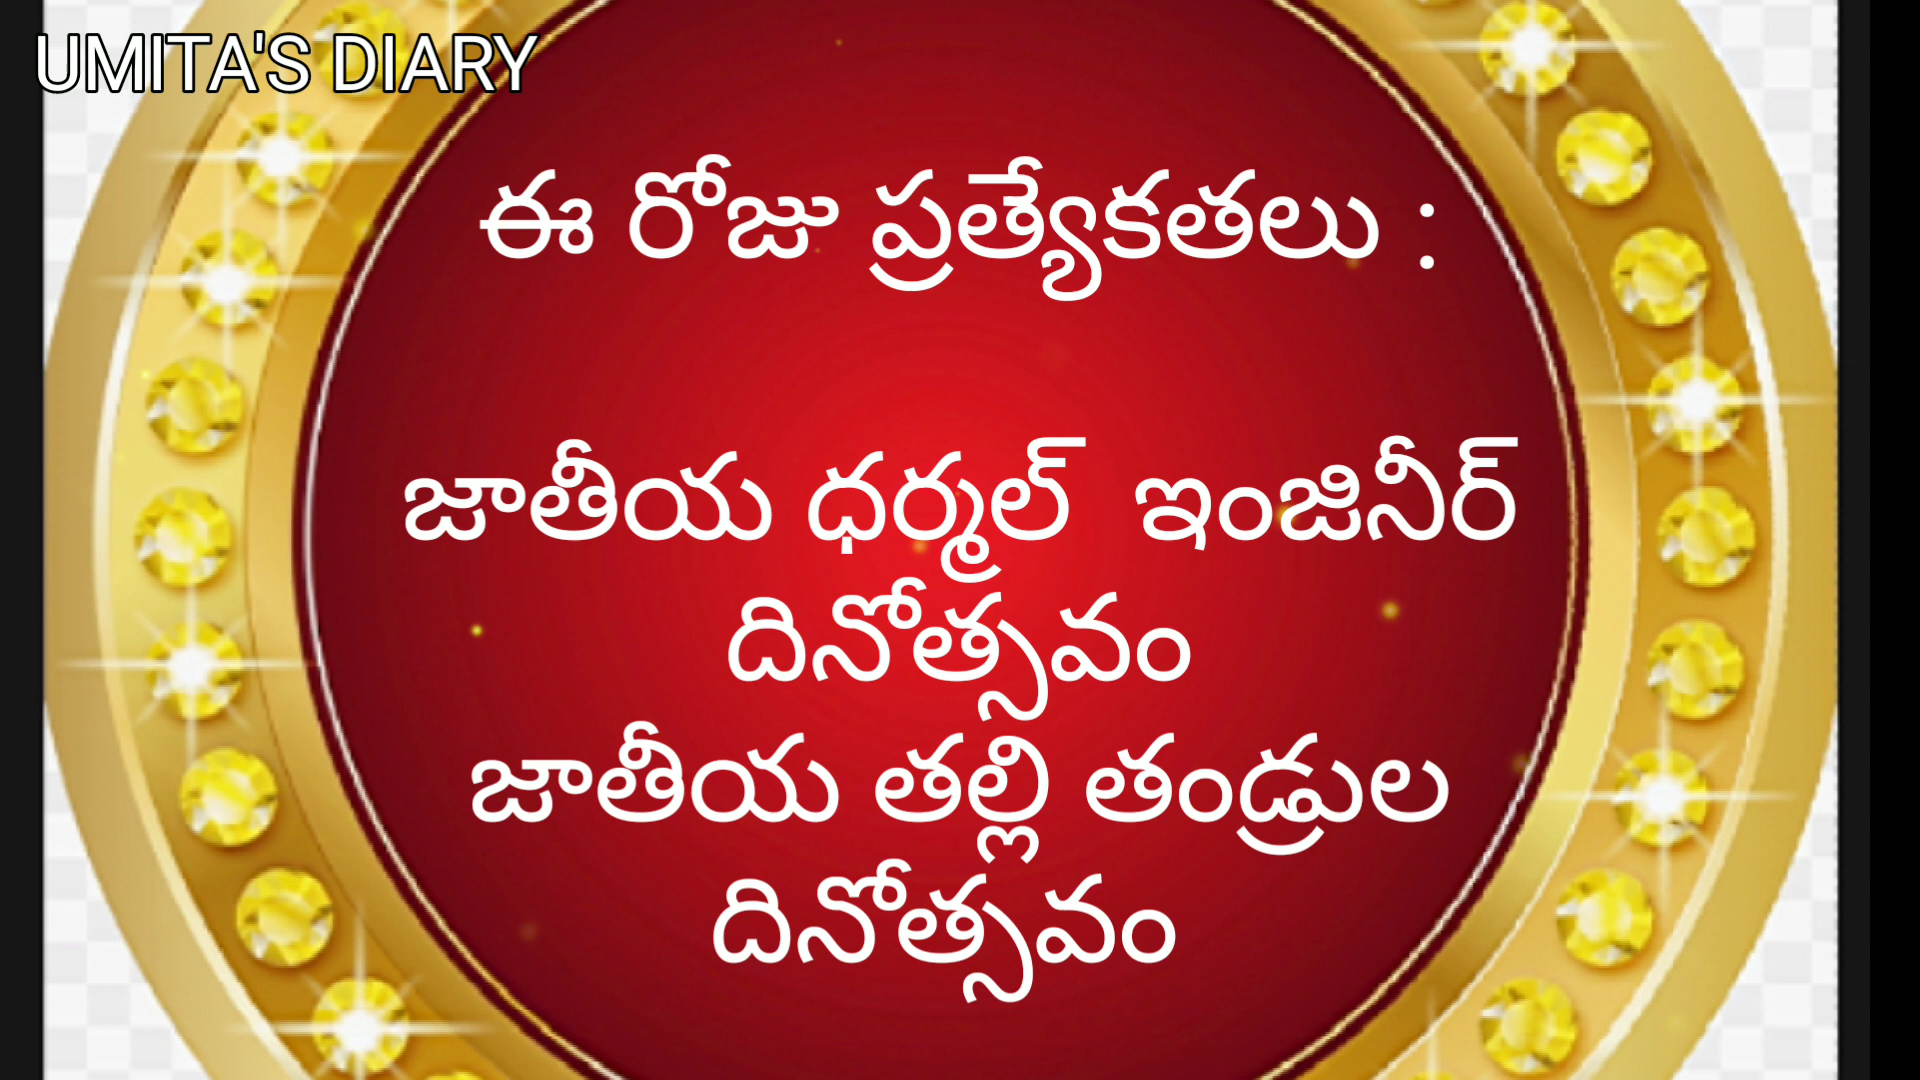 UMITA'S DIARY
ఈ రోజు ప్రత్యేకతలు :
జాతీయ ధర్మల్ ఇంజినీర్
దినోత్సవం
జాతీయ తల్లి తండ్రుల
దినోత్సవం